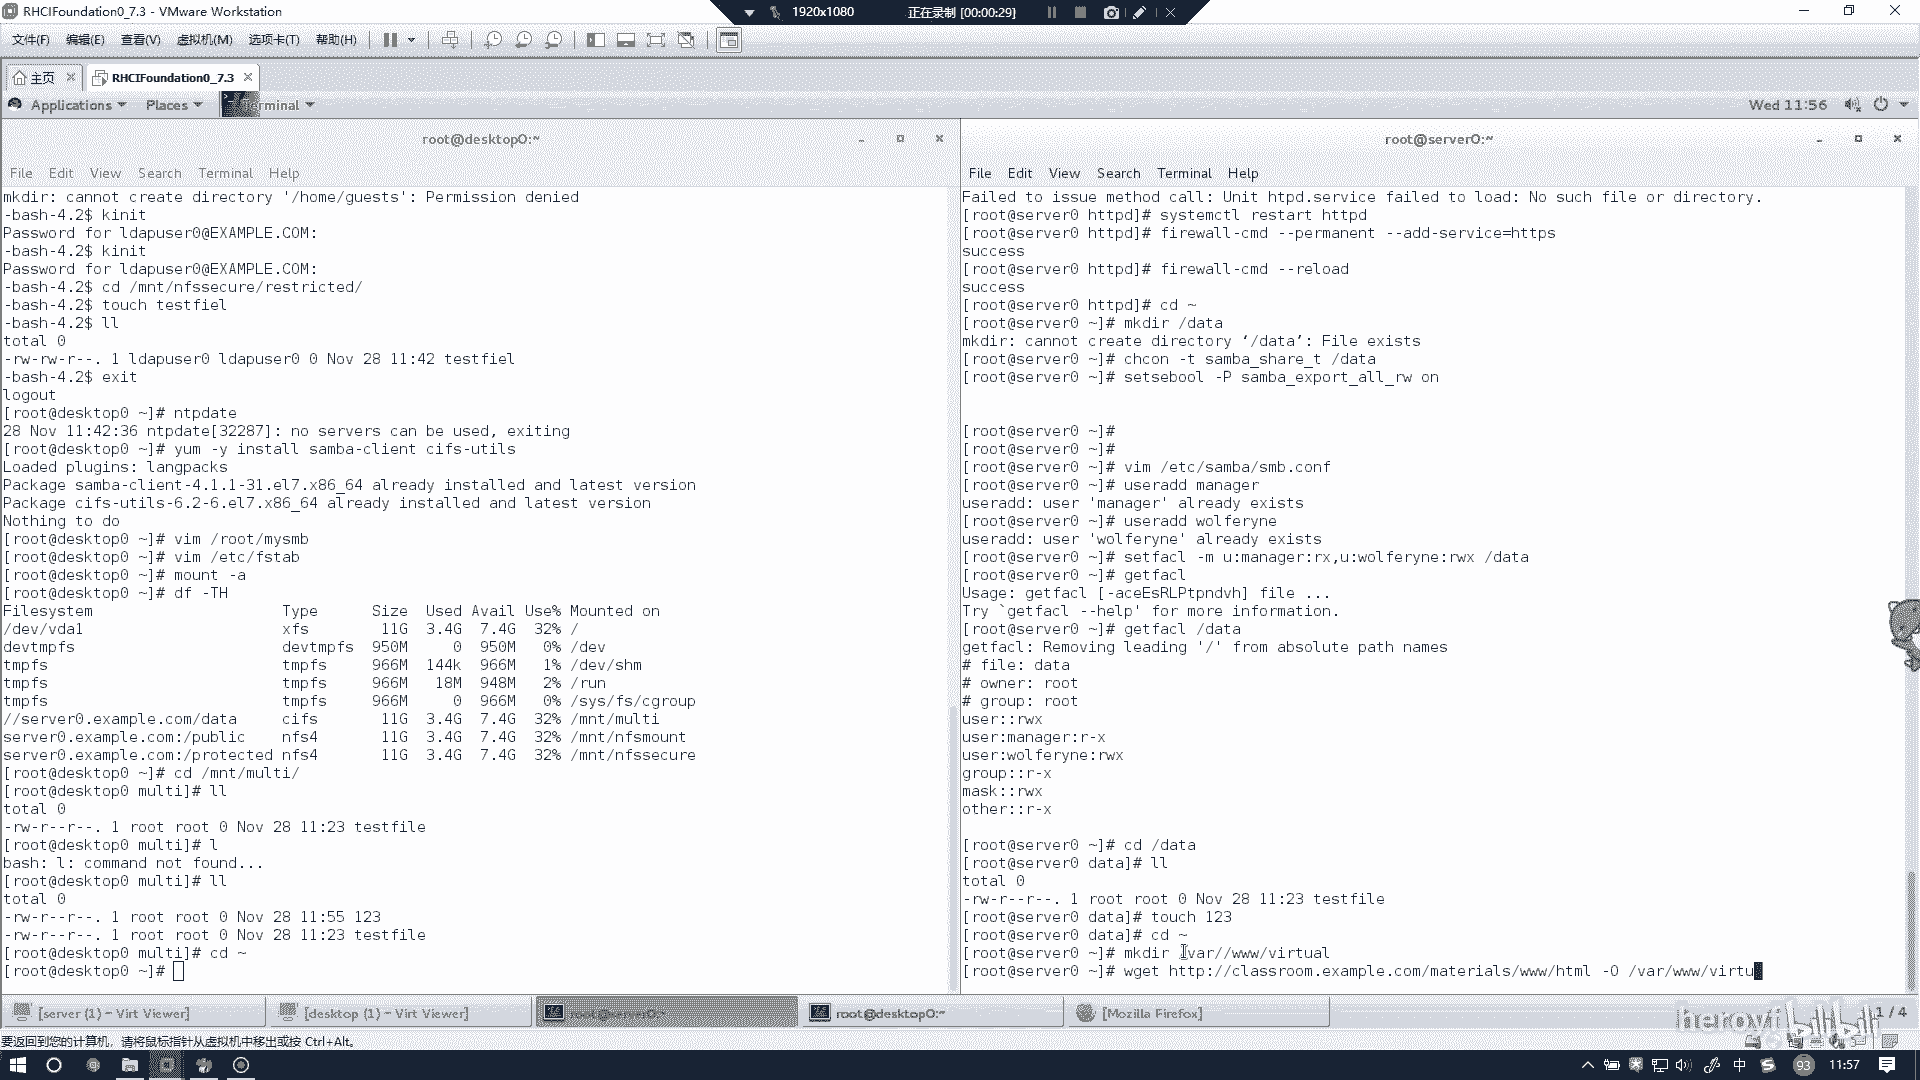 RHCIFoundation0_7.3 - VMware Workstation
1920x1080 正在录制 [00:00:29]
文件(F) 编辑(E) 查看(V) 虚拟机(M) 选项卡(T) 帮助(H)
主页 RHCIFoundation0_7.3
Applications Places Terminal Wed 11:56
root@desktop0:~
File Edit View Search Terminal Help
mkdir: cannot create directory '/home/guests': Permission denied
-bash-4.2$ kinit
Password for ldapuser0@EXAMPLE.COM:
-bash-4.2$ kinit
Password for ldapuser0@EXAMPLE.COM:
-bash-4.2$ cd /mnt/nfssecure/restricted/
-bash-4.2$ touch testfiel
-bash-4.2$ ll
total 0
-rw-rw-r--. 1 ldapuser0 ldapuser0 0 Nov 28 11:42 testfiel
-bash-4.2$ exit
logout
[root@desktop0 ~]# ntpdate
28 Nov 11:42:36 ntpdate[32287]: no servers can be used, exiting
[root@desktop0 ~]# yum -y install samba-client cifs-utils
Loaded plugins: langpacks
Package samba-client-4.1.1-31.el7.x86_64 already installed and latest version
Package cifs-utils-6.2-6.el7.x86_64 already installed and latest version
Nothing to do
[root@desktop0 ~]# vim /root/mysmb
[root@desktop0 ~]# vim /etc/fstab
[root@desktop0 ~]# mount -a
[root@desktop0 ~]# df -TH
Filesystem Type Size Used Avail Use% Mounted on
/dev/vda1 xfs 11G 3.4G 7.4G 32% /
devtmpfs devtmpfs 950M 0 950M 0% /dev
tmpfs tmpfs 966M 144k 966M 1% /dev/shm
tmpfs tmpfs 966M 18M 948M 2% /run
tmpfs tmpfs 966M 0 966M 0% /sys/fs/cgroup
//server0.example.com/data cifs 11G 3.4G 7.4G 32% /mnt/multi
server0.example.com:/public nfs4 11G 3.4G 7.4G 32% /mnt/nfsmount
server0.example.com:/protected nfs4 11G 3.4G 7.4G 32% /mnt/nfssecure
[root@desktop0 ~]# cd /mnt/multi/
[root@desktop0 multi]# ll
total 0
-rw-r--r--. 1 root root 0 Nov 28 11:23 testfile
[root@desktop0 multi]# l
bash: l: command not found...
[root@desktop0 multi]# ll
total 0
-rw-r--r--. 1 root root 0 Nov 28 11:55 123
-rw-r--r--. 1 root root 0 Nov 28 11:23 testfile
[root@desktop0 multi]# cd ~
[root@desktop0 ~]#
root@server0:~
File Edit View Search Terminal Help
Failed to issue method call: Unit htpd.service failed to load: No such file or directory.
[root@server0 httpd]# systemctl restart httpd
[root@server0 httpd]# firewall-cmd --permanent --add-service=https
success
[root@server0 httpd]# firewall-cmd --reload
success
[root@server0 httpd]# cd ~
[root@server0 ~]# mkdir /data
mkdir: cannot create directory ‘/data’: File exists
[root@server0 ~]# chcon -t samba_share_t /data
[root@server0 ~]# setsebool -P samba_export_all_rw on
[root@server0 ~]#
[root@server0 ~]#
[root@server0 ~]# vim /etc/samba/smb.conf
[root@server0 ~]# useradd manager
useradd: user 'manager' already exists
[root@server0 ~]# useradd wolferyne
useradd: user 'wolferyne' already exists
[root@server0 ~]# setfacl -m u:manager:rx,u:wolferyne:rwx /data
[root@server0 ~]# getfacl
Usage: getfacl [-aceEsRLPtpndvh] file ...
Try `getfacl --help' for more information.
[root@server0 ~]# getfacl /data
getfacl: Removing leading '/' from absolute path names
# file: data
# owner: root
# group: root
user::rwx
user:manager:r-x
user:wolferyne:rwx
group::r-x
mask::rwx
other::r-x
[root@server0 ~]# cd /data
[root@server0 data]# ll
total 0
-rw-r--r--. 1 root root 0 Nov 28 11:23 testfile
[root@server0 data]# touch 123
[root@server0 data]# cd ~
[root@server0 ~]# mkdir /var//www/virtual
[root@server0 ~]# wget http://classroom.example.com/materials/www/html -O /var/www/virtu
[server (1) - Virt Viewer] [desktop (1) - Virt Viewer] root@server0:~ root@desktop0:~ [Mozilla Firefox] 1 / 4
要返回到您的计算机，请将鼠标指针从虚拟机中移出或按 Ctrl+Alt。
中 93 11:57